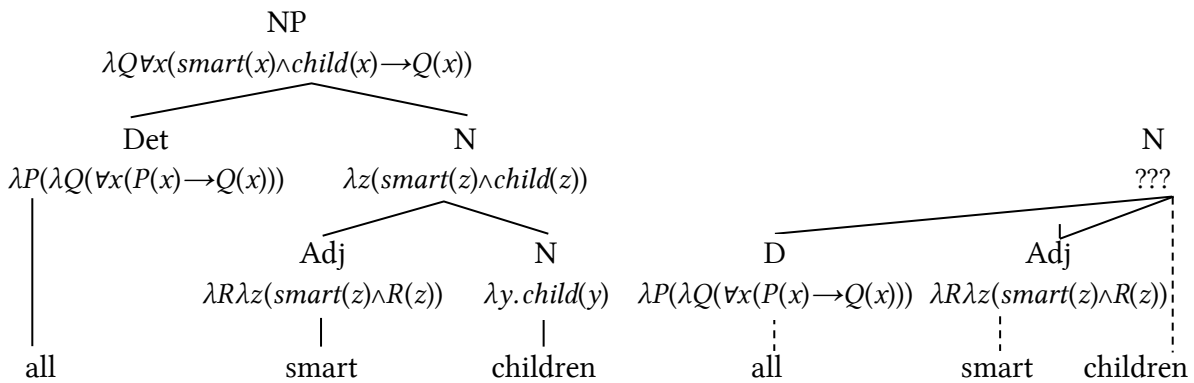 NP
λQ∀x(smart(x)∧child(x)→Q(x))
Det N
λP(λQ(∀x(P(x)→Q(x))) λz(smart(z)∧child(z))
Adj N
λRλz(smart(z)∧R(z)) λy.child(y)
all smart children
N
???
D Adj
λP(λQ(∀x(P(x)→Q(x))) λRλz(smart(z)∧R(z))
all smart children